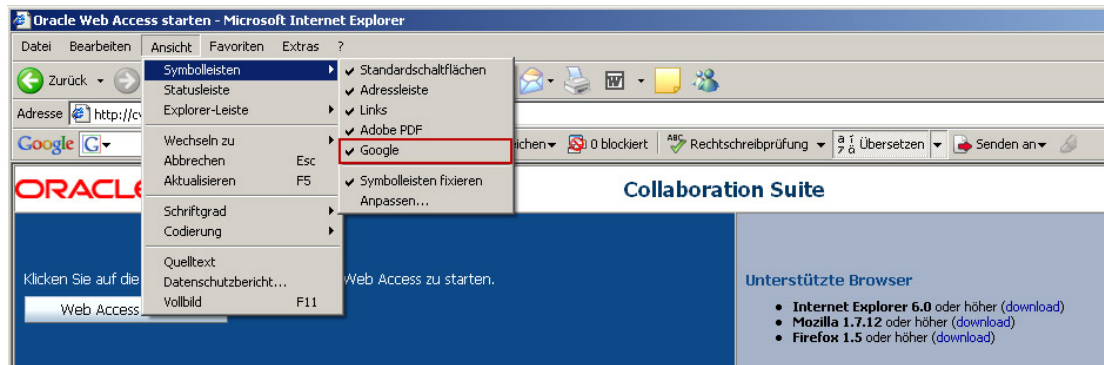 Oracle Web Access starten - Microsoft Internet Explorer
Datei Bearbeiten Ansicht Favoriten Extras ?
Zurück
Symbolleisten
Statusleiste
Explorer-Leiste
Wechseln zu
Abbrechen Esc
Aktualisieren F5
Schriftgrad
Codierung
Quelltext
Datenschutzbericht...
Vollbild F11
Standardschaltflächen
Adressleiste
Links
Adobe PDF
Google
Symbolleisten fixieren
Anpassen...
Adresse http://
Google G 0 blockiert ABC Rechtschreibprüfung Übersetzen Senden an
ORACLE Collaboration Suite
Klicken Sie auf die Web Access zu starten.
Web Access
Unterstützte Browser
Internet Explorer 6.0 oder höher (download)
Mozilla 1.7.12 oder höher (download)
Firefox 1.5 oder höher (download)